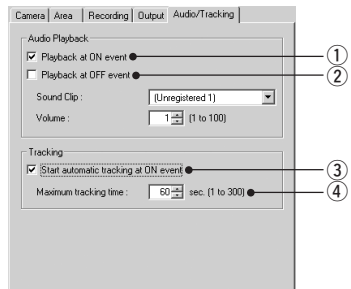 Camera Area Recording Output Audio/Tracking
Audio Playback
Playback at ON event ①
Playback at OFF event ②
Sound Clip : (Unregistered 1)
Volume : 1 (1 to 100)
Tracking
Start automatic tracking at ON event ③
Maximum tracking time : 60 sec. (1 to 300) ④